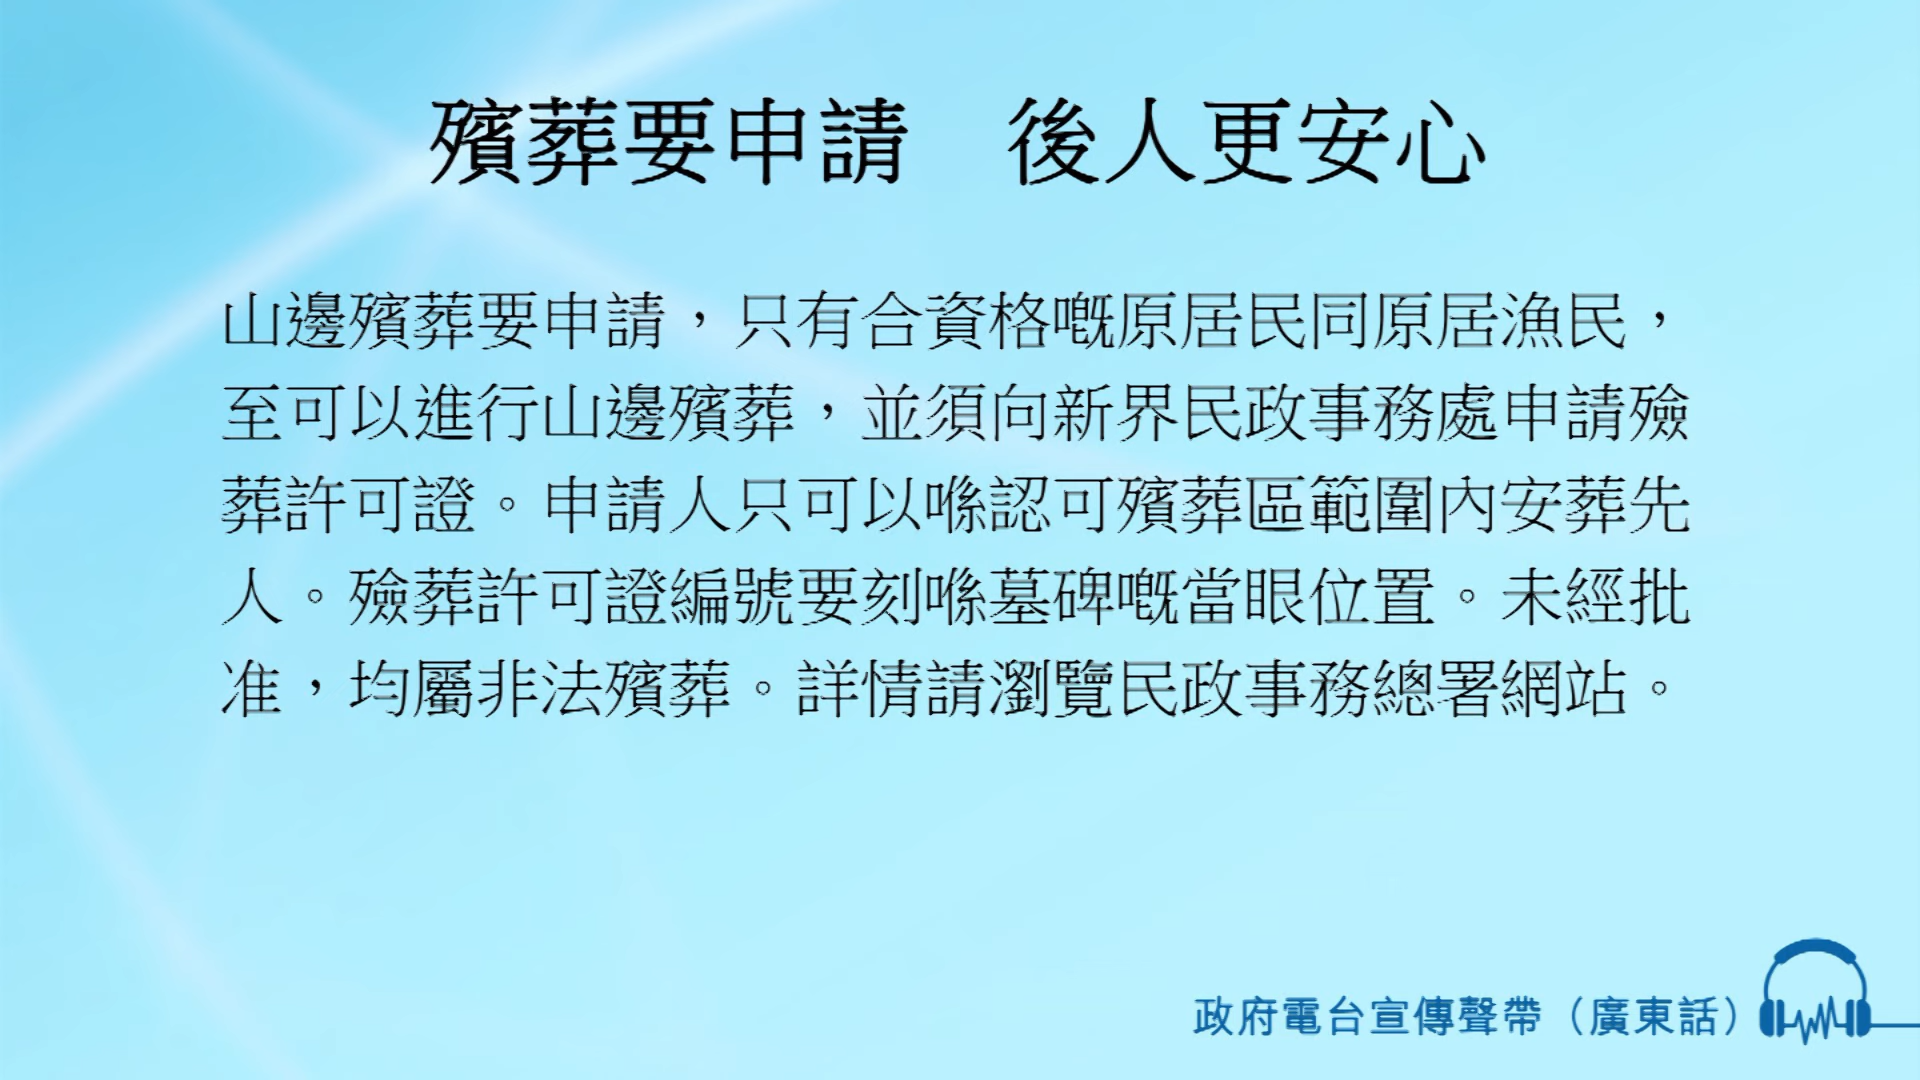 殯葬要申請　後人更安心
山邊殯葬要申請，只有合資格嘅原居民同原居漁民，
至可以進行山邊殯葬，並須向新界民政事務處申請殮
葬許可證。申請人只可以喺認可殯葬區範圍內安葬先
人。殮葬許可證編號要刻喺墓碑嘅當眼位置。未經批
准，均屬非法殯葬。詳情請瀏覽民政事務總署網站。
政府電台宣傳聲帶（廣東話）